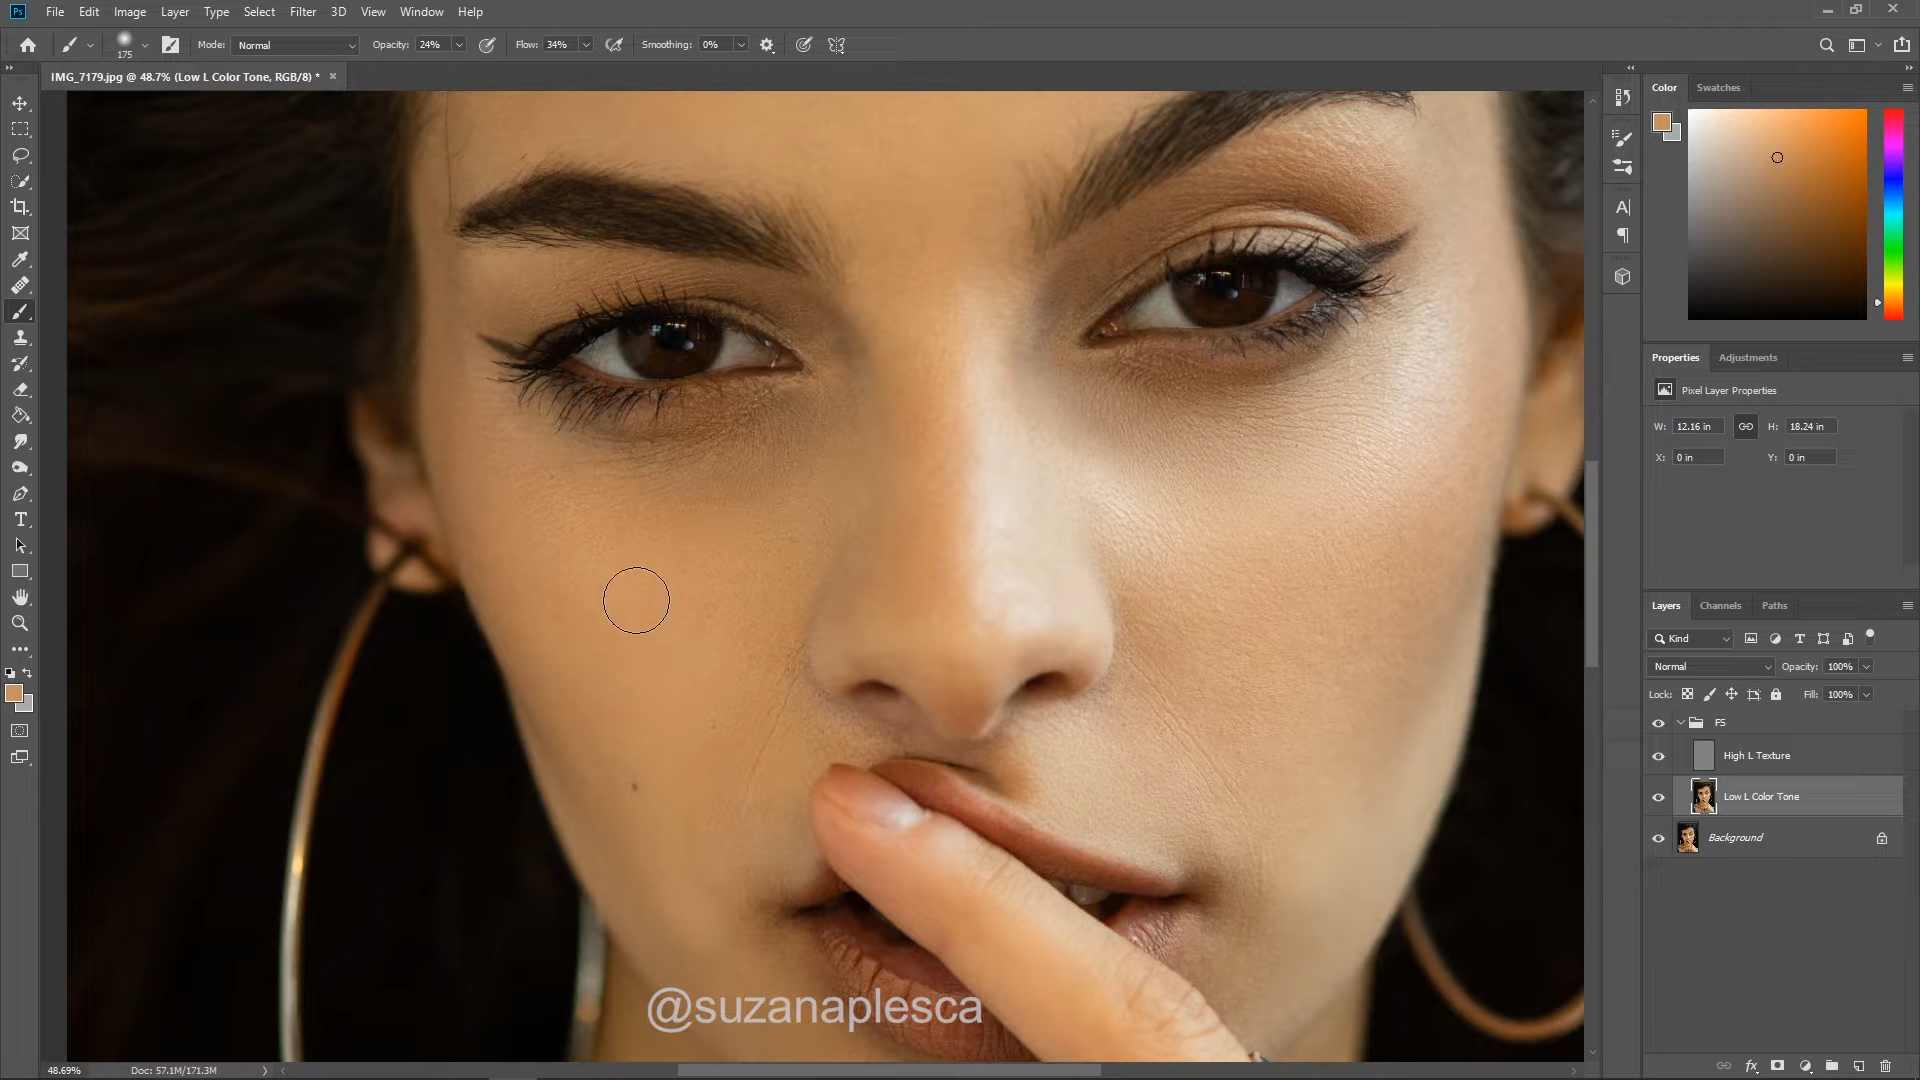 Ps File Edit Image Layer Type Select Filter 3D View Window Help
175 Mode: Normal Opacity: 24% Flow: 34% Smoothing: 0%
IMG_7179.jpg @ 48.7% (Low L Color Tone, RGB/8) * ×
Color Swatches
Properties Adjustments
Pixel Layer Properties
W: 12.16 in H: 18.24 in
X: 0 in Y: 0 in
Layers Channels Paths
Kind
Normal Opacity: 100%
Lock: Fill: 100%
FS
High L Texture
Low L Color Tone
Background
@suzanaplesca
48.69% Doc: 57.1M/171.3M